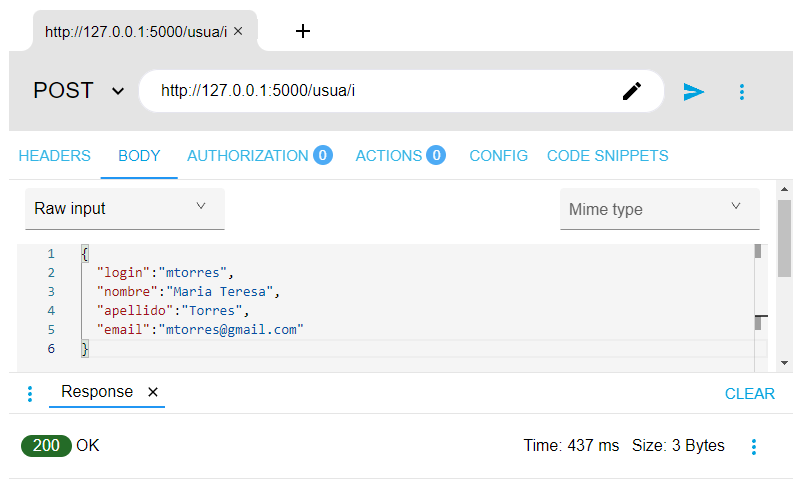 http://127.0.0.1:5000/usua/i × +
POST http://127.0.0.1:5000/usua/i
HEADERS BODY AUTHORIZATION 0 ACTIONS 0 CONFIG CODE SNIPPETS
Raw input Mime type
1 {
2 "login":"mtorres",
3 "nombre":"Maria Teresa",
4 "apellido":"Torres",
5 "email":"mtorres@gmail.com"
6 }
Response × CLEAR
200 OK Time: 437 ms Size: 3 Bytes